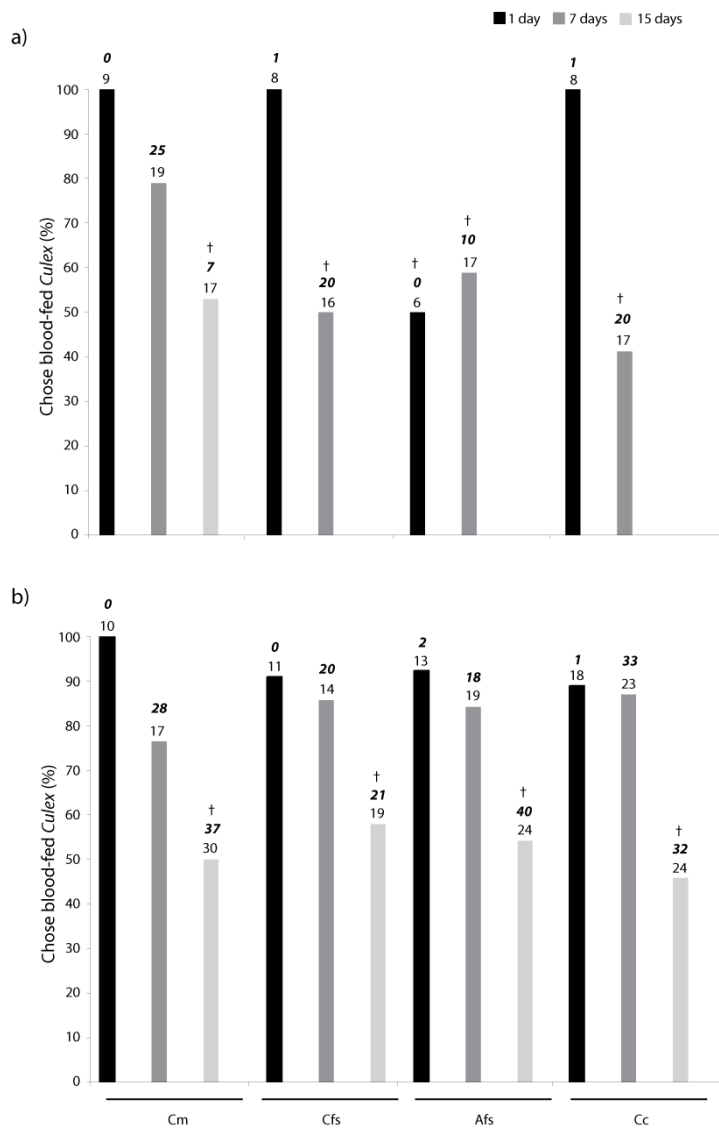 1 day 7 days 15 days
a)
0 1 1
9 8 8
100
90
25
80
19
70
† †
60
7 † 0 10
17 20 6 17 †
50
16 20
40
17
30
20
10
0
Chose blood-fed Culex (%)
b)
0
10
100
0 2 1 33
11 20 13 18 18 23
90
14 19
80
28
17
70
† † † †
60
37 21 40 32
30 19 24 24
50
40
30
20
10
0
Chose blood-fed Culex (%)
Cm Cfs Afs Cc